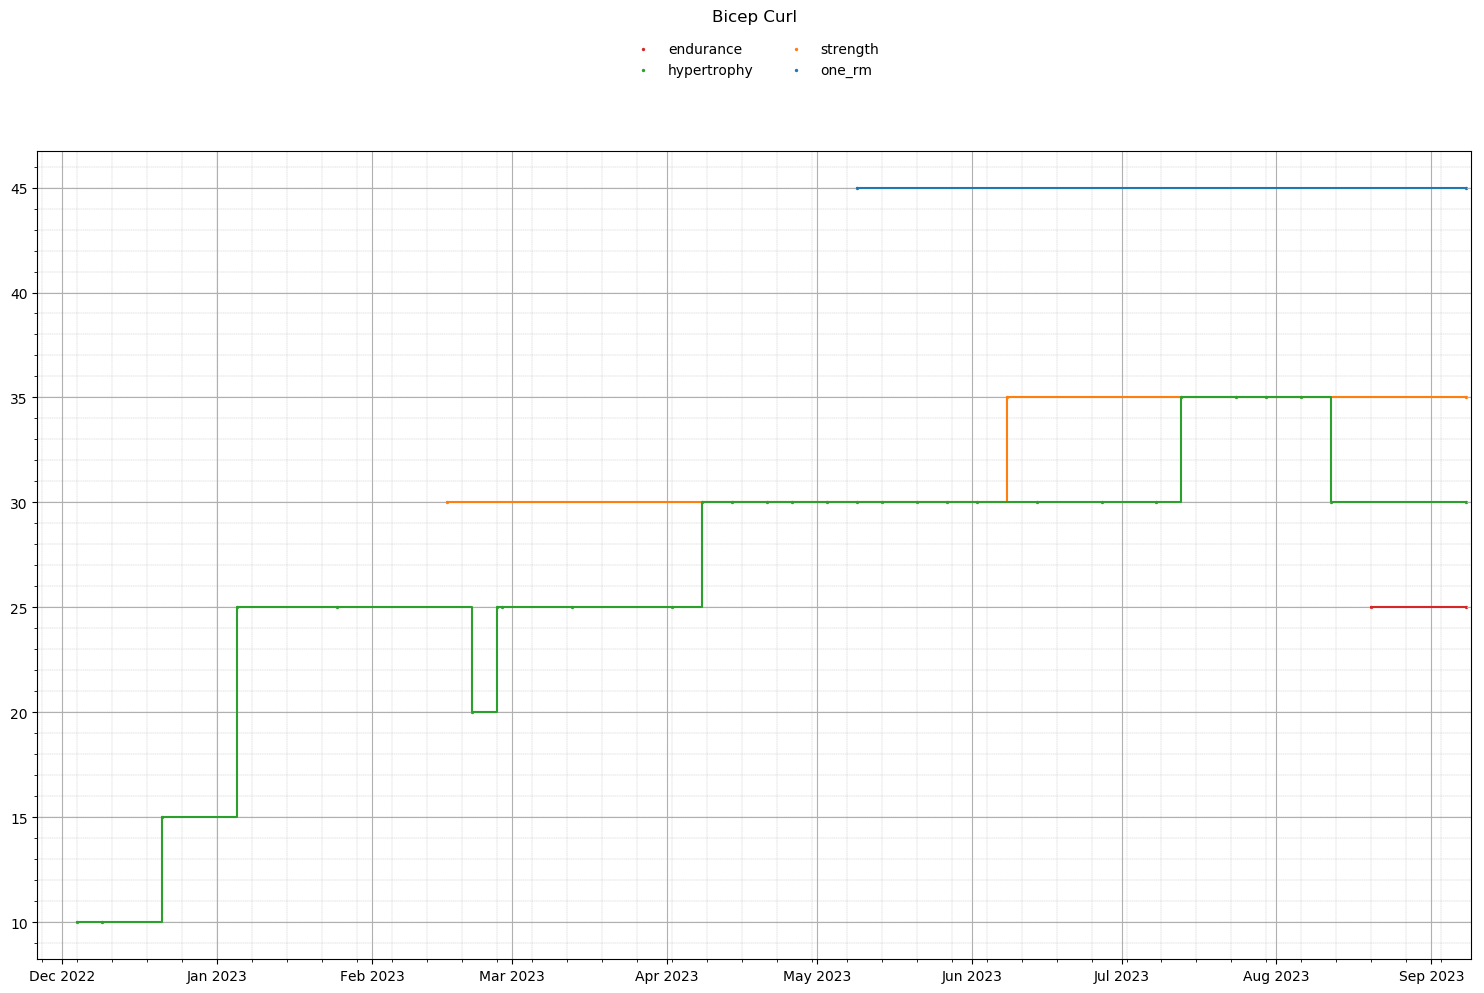 Bicep Curl
endurance
hypertrophy
strength
one_rm
45
40
35
30
25
20
15
10
Dec 2022
Jan 2023
Feb 2023
Mar 2023
Apr 2023
May 2023
Jun 2023
Jul 2023
Aug 2023
Sep 2023